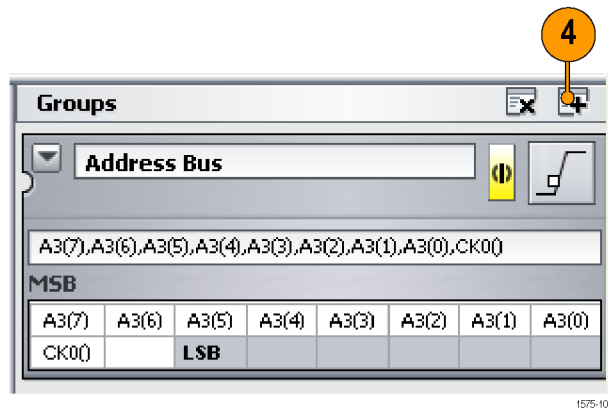 4
Groups
Address Bus
A3(7),A3(6),A3(5),A3(4),A3(3),A3(2),A3(1),A3(0),CK0()
MSB
A3(7) A3(6) A3(5) A3(4) A3(3) A3(2) A3(1) A3(0)
CK0() LSB
1575-10